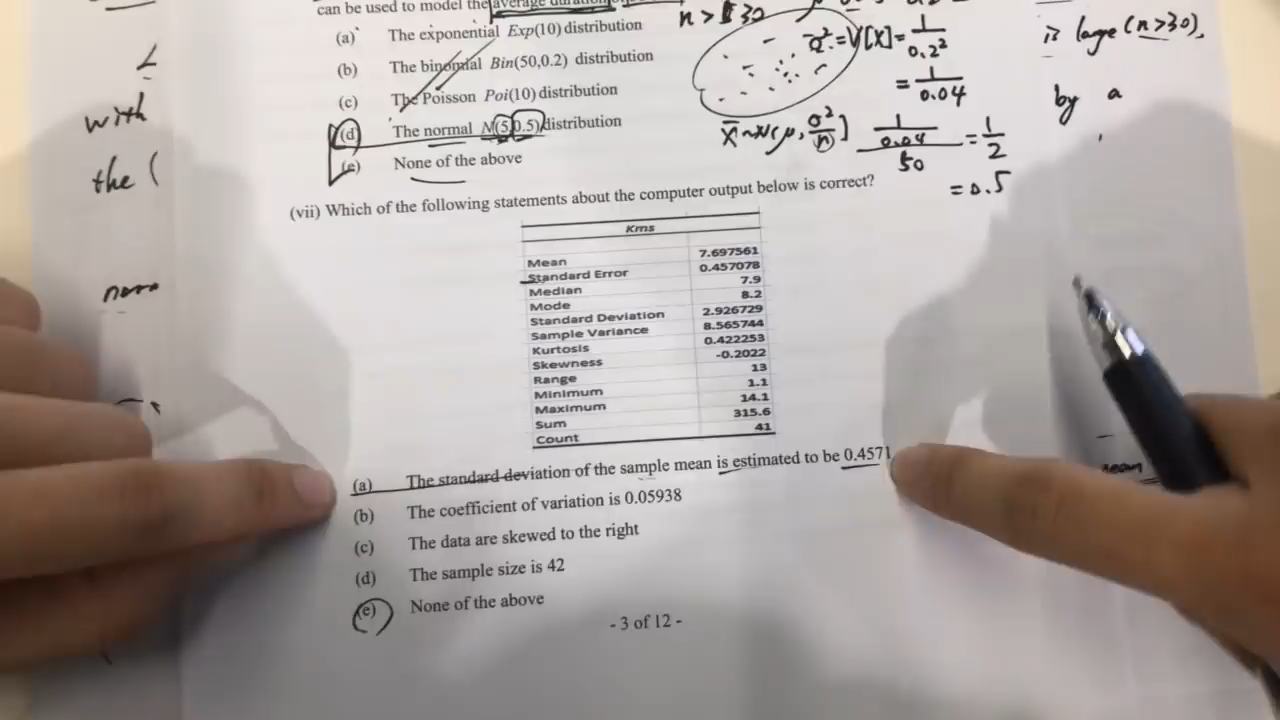 can be used to model the average duration
n > 30
(a) The exponential Exp(10) distribution
σ² = V[X] = 1/0.2²
is large (n>30),
(b) The binomial Bin(50,0.2) distribution
= 1/0.04
by a
with
(c) The Poisson Poi(10) distribution
(d) The normal N(5,0.5) distribution
X̄ ~ N(μ, σ²/n]
1/0.04/50 = 1/2
the (
(e) None of the above
= 0.5
(vii) Which of the following statements about the computer output below is correct?
Kms
Mean 7.697561
Standard Error 0.457078
Median 7.9
Mode 8.2
Standard Deviation 2.926729
Sample Variance 8.565744
Kurtosis 0.422253
Skewness -0.2022
Range 13
Minimum 1.1
Maximum 14.1
Sum 315.6
Count 41
(a) The standard deviation of the sample mean is estimated to be 0.4571
mean
(b) The coefficient of variation is 0.05938
(c) The data are skewed to the right
(d) The sample size is 42
(e) None of the above
- 3 of 12 -